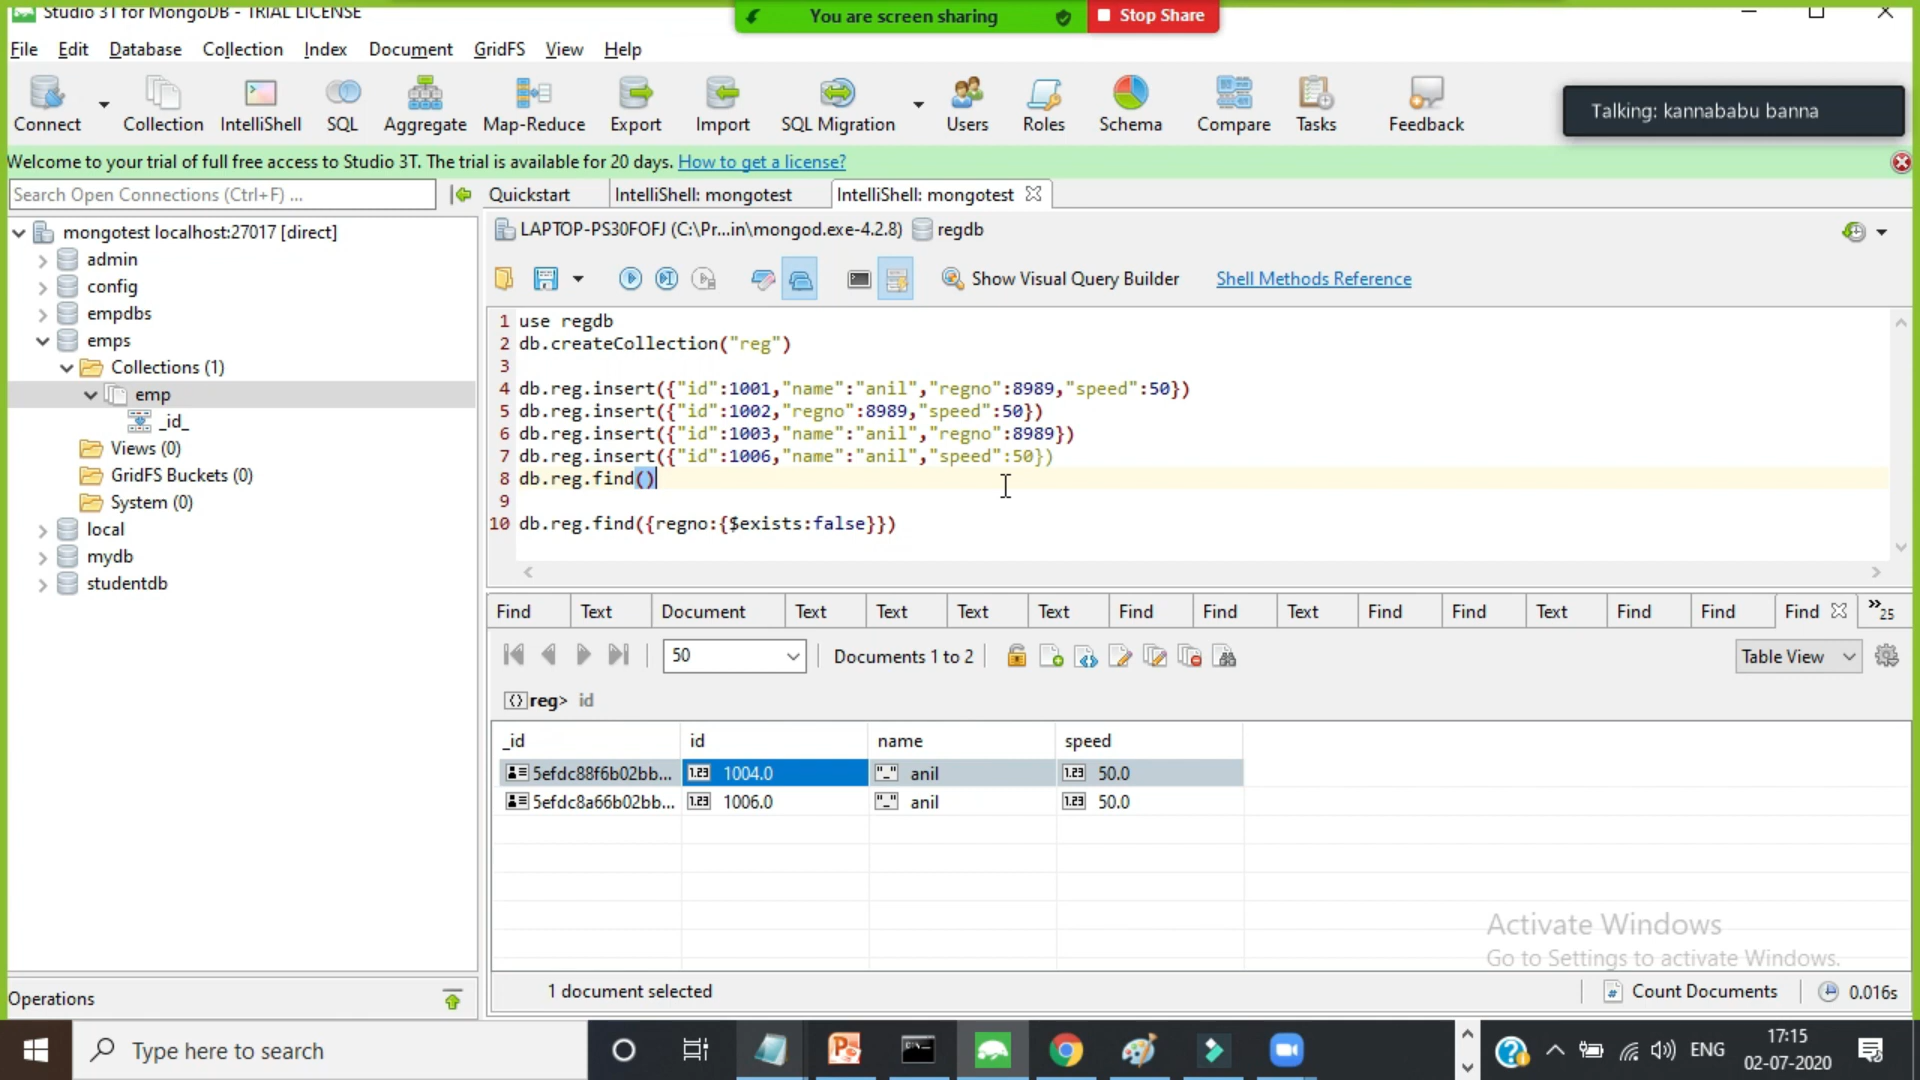 Studio 3T for MongoDB - TRIAL LICENSE
You are screen sharing
Stop Share
File Edit Database Collection Index Document GridFS View Help
Connect Collection IntelliShell SQL Aggregate Map-Reduce Export Import SQL Migration Users Roles Schema Compare Tasks Feedback
Talking: kannababu banna
Welcome to your trial of full free access to Studio 3T. The trial is available for 20 days. How to get a license?
Search Open Connections (Ctrl+F) ...
Quickstart IntelliShell: mongotest IntelliShell: mongotest
mongotest localhost:27017 [direct]
admin
config
empdbs
emps
Collections (1)
emp
_id_
Views (0)
GridFS Buckets (0)
System (0)
local
mydb
studentdb
Operations
LAPTOP-PS30FOFJ (C:\Pr...in\mongod.exe-4.2.8) regdb
Show Visual Query Builder Shell Methods Reference
1 use regdb
2 db.createCollection("reg")
3
4 db.reg.insert({"id":1001,"name":"anil","regno":8989,"speed":50})
5 db.reg.insert({"id":1002,"regno":8989,"speed":50})
6 db.reg.insert({"id":1003,"name":"anil","regno":8989})
7 db.reg.insert({"id":1006,"name":"anil","speed":50})
8 db.reg.find()
9
10 db.reg.find({regno:{$exists:false}})
Find Text Document Text Text Text Text Find Find Text Find Find Text Find Find Find »25
50 Documents 1 to 2 Table View
reg> id
_id id name speed
5efdc88f6b02bb... 1.23 1004.0 "_" anil 1.23 50.0
5efdc8a66b02bb... 1.23 1006.0 "_" anil 1.23 50.0
Activate Windows
Go to Settings to activate Windows.
1 document selected
Count Documents 0.016s
Type here to search
ENG
17:15
02-07-2020